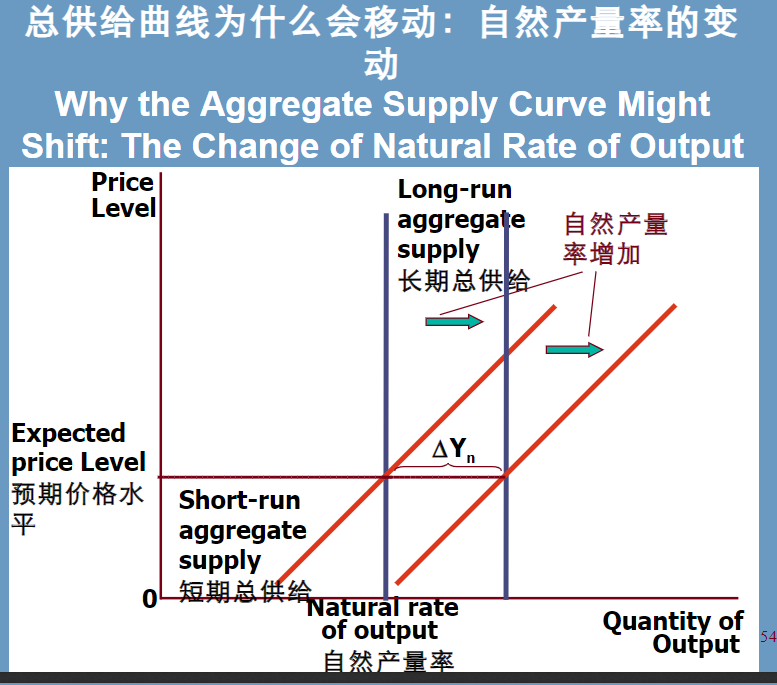 总供给曲线为什么会移动：自然产量率的变
动
Why the Aggregate Supply Curve Might
Shift: The Change of Natural Rate of Output
Price
Level
Long-run
aggregate
supply
长期总供给
自然产量
率增加
Expected
price Level
预期价格水
平
ΔYn
Short-run
aggregate
supply
短期总供给
0
Natural rate
of output
自然产量率
Quantity of
Output
54